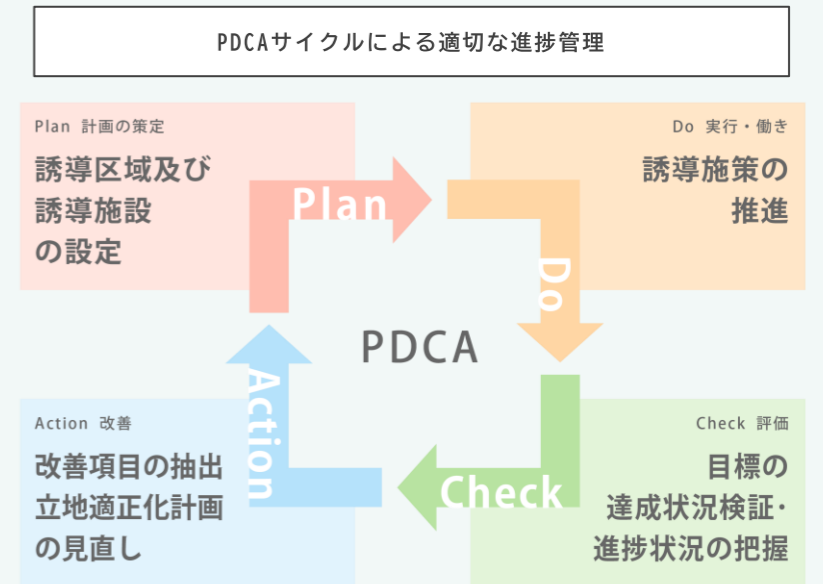 PDCAサイクルによる適切な進捗管理
Plan 計画の策定
誘導区域及び
誘導施設
の設定
Plan
Do 実行・働き
誘導施策の
推進
Do
PDCA
Action 改善
改善項目の抽出
立地適正化計画
の見直し
Action
Check 評価
目標の
達成状況検証・
進捗状況の把握
Check